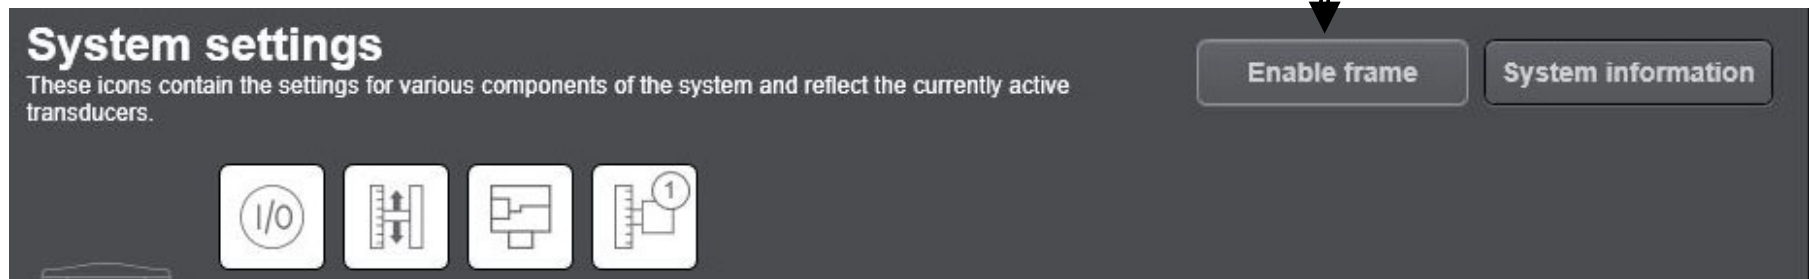 System settings
These icons contain the settings for various components of the system and reflect the currently active
transducers.
Enable frame
System information
I/O
1